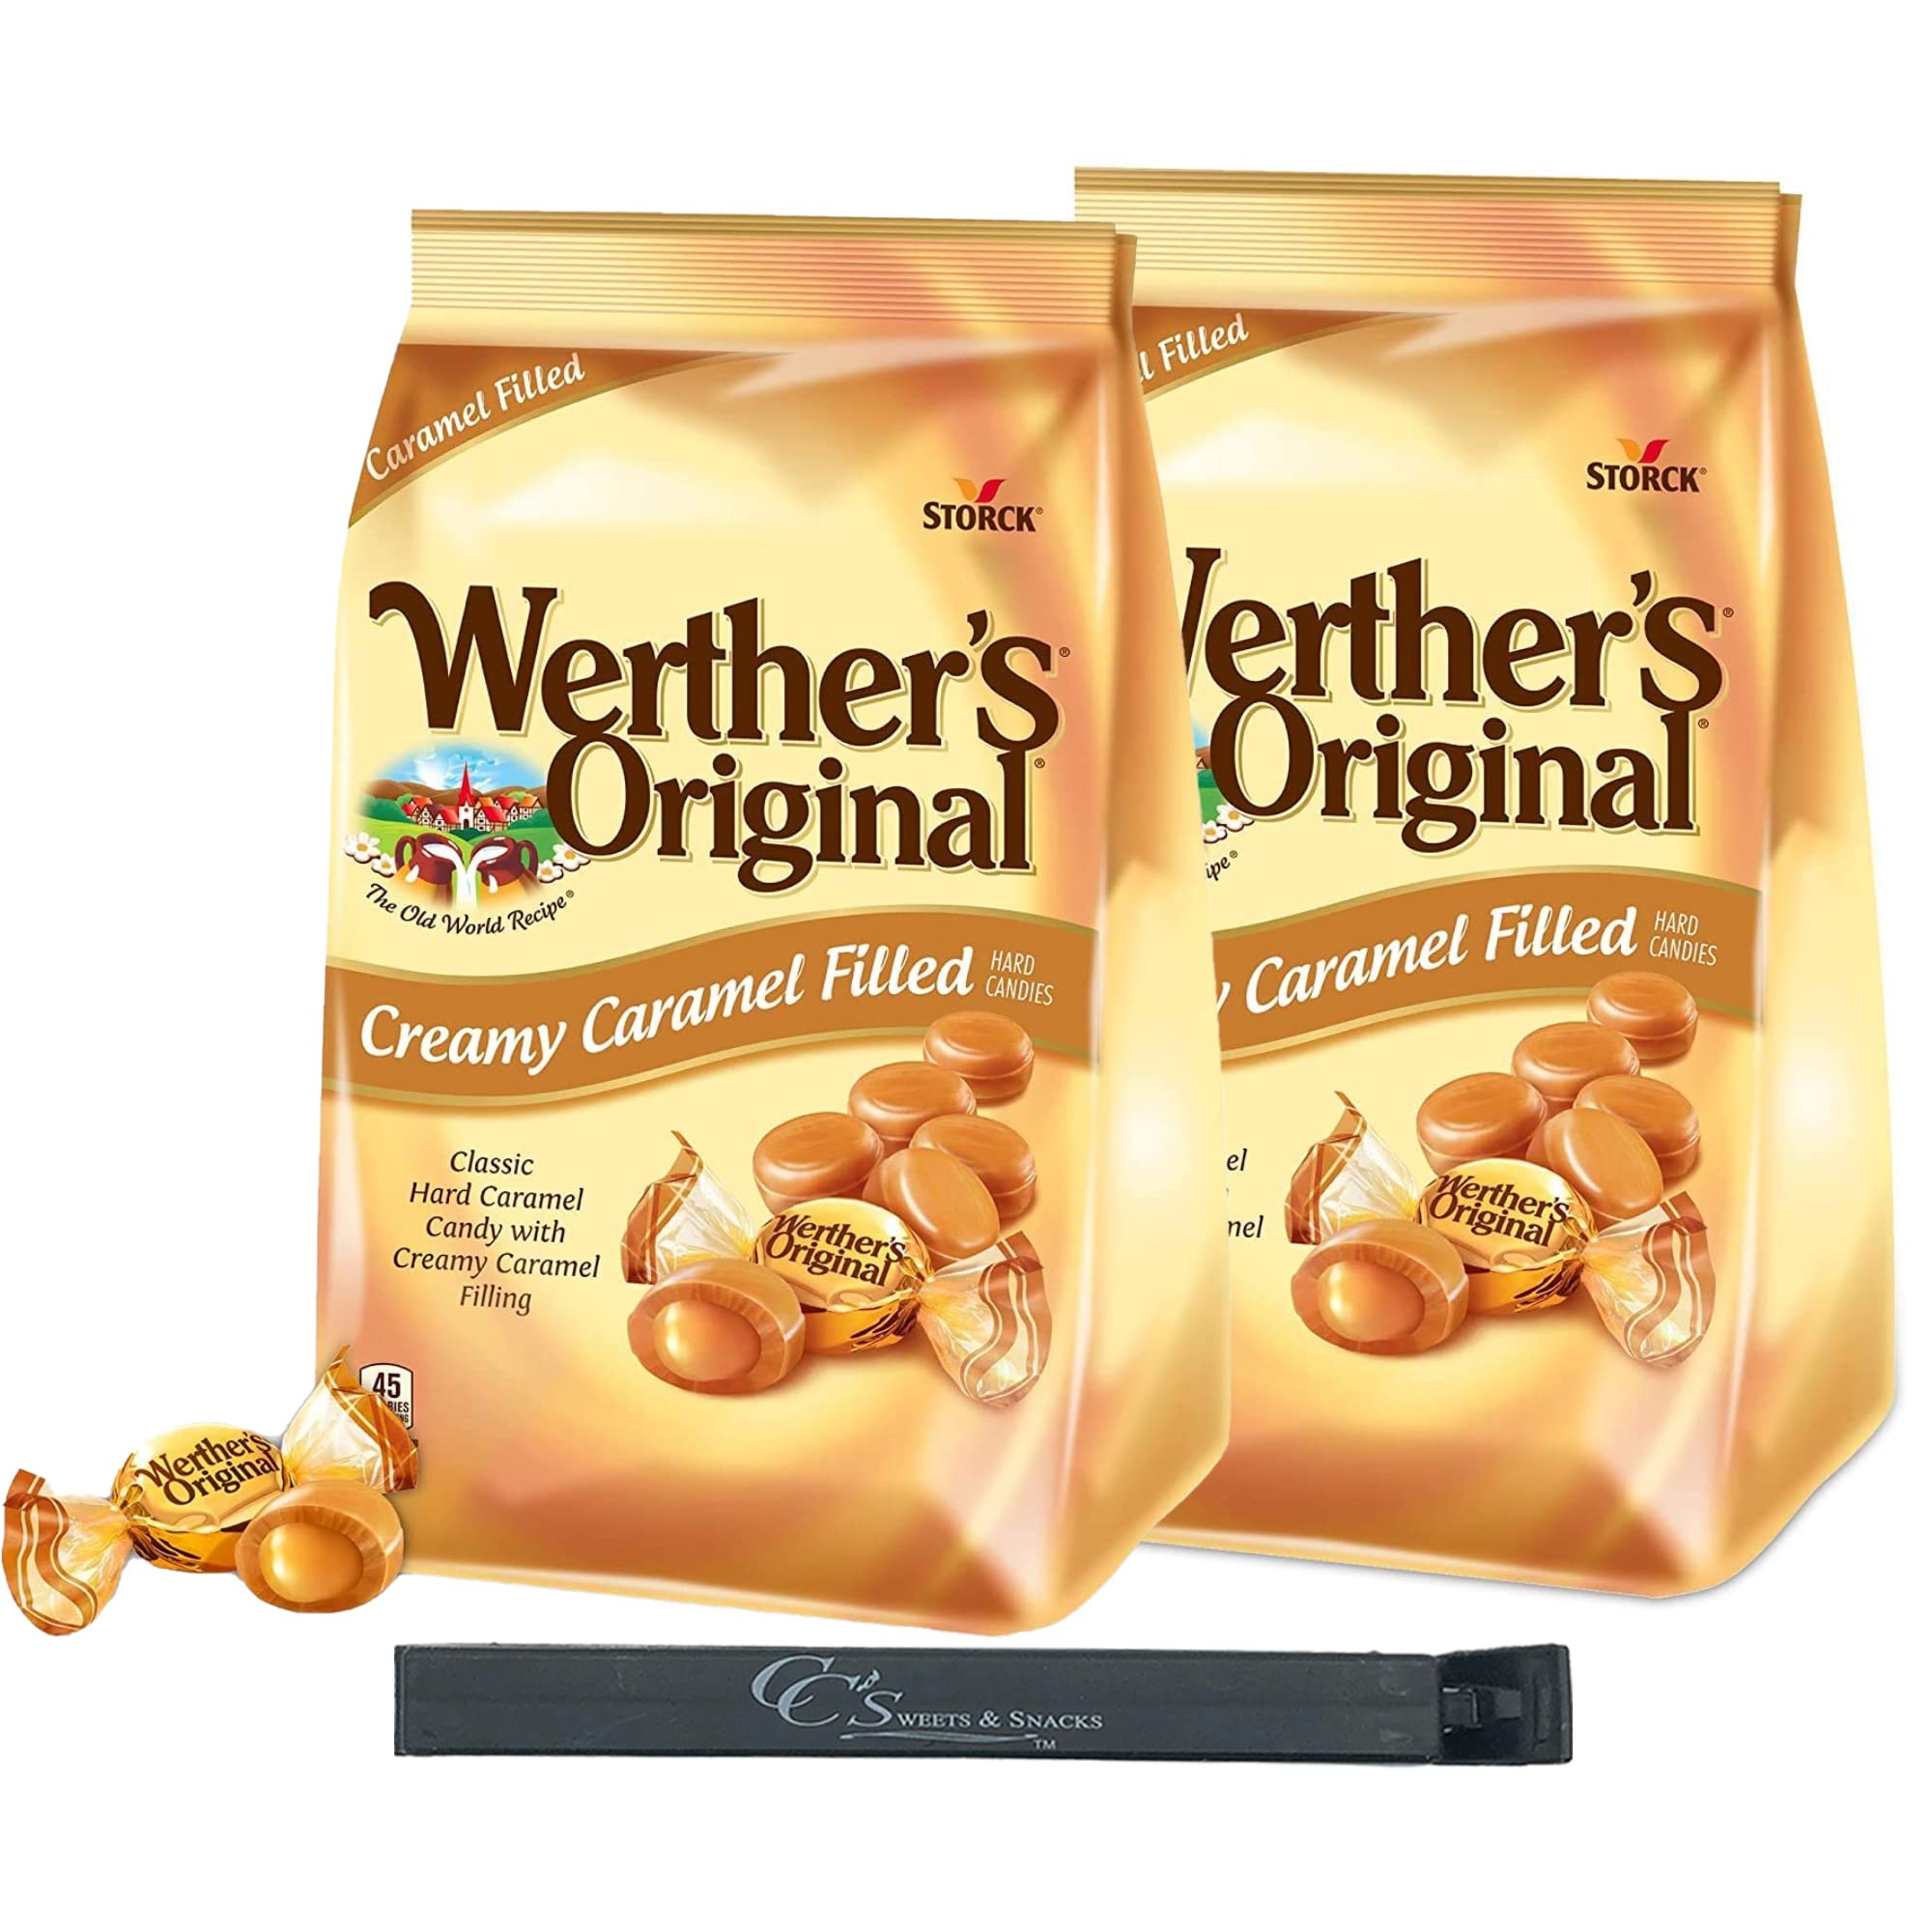 Caramel Filled
STORCK®
Werther's®
Original®
The Old World Recipe®
Creamy Caramel Filled HARD
CANDIES
Classic
Hard Caramel
Candy with
Creamy Caramel
Filling
Werther's
Original
45
Werther's
Original
l Filled
STORCK®
erther's®
Original®
ipe®
y Caramel Filled HARD
CANDIES
el
mel
Werther's
Original
CC's SWEETS & SNACKS
TM